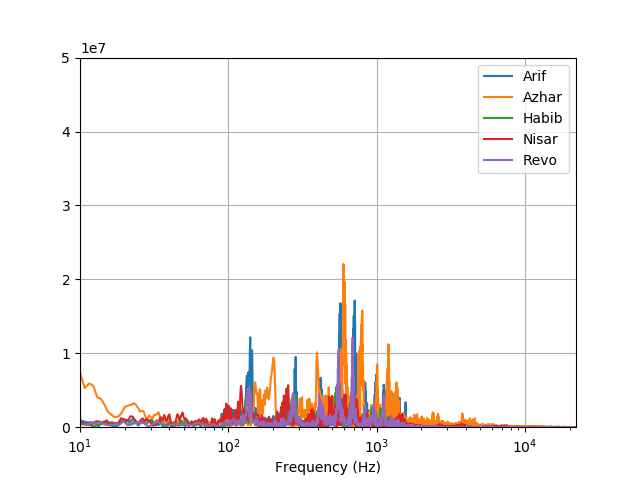 1e7
5
4
3
2
1
0
Arif
Azhar
Habib
Nisar
Revo
10¹ 10² 10³ 10⁴
Frequency (Hz)